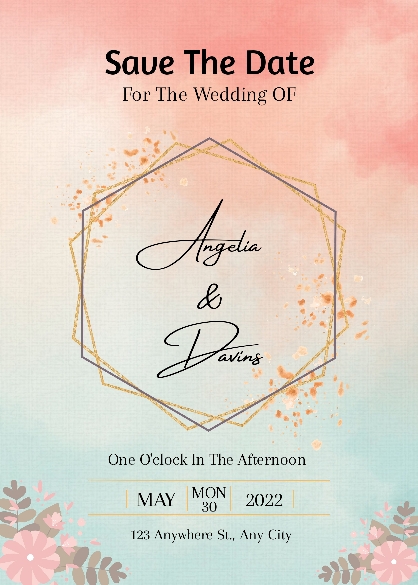 Save The Date
For The Wedding OF
Angelia
&
Davins
One O'clock In The Afternoon
MAY MON 30 2022
123 Anywhere St., Any City